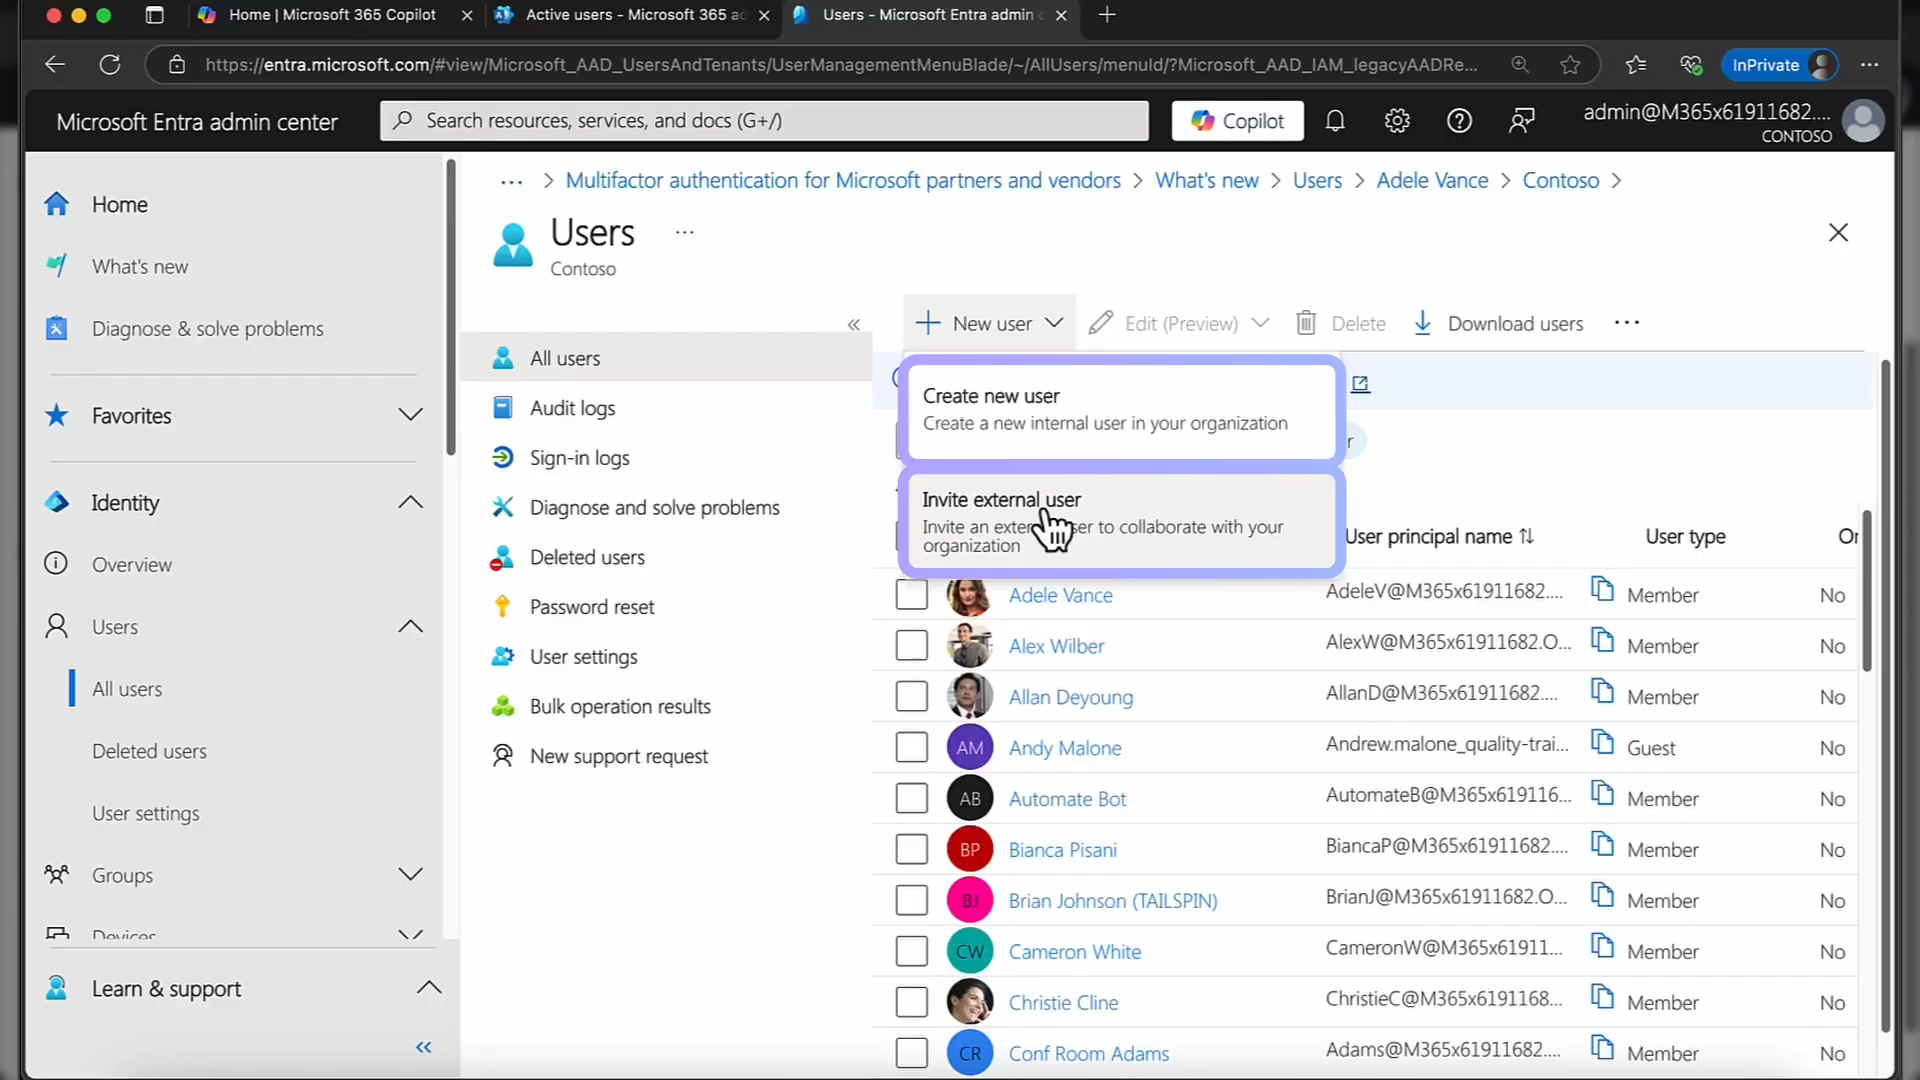 Home | Microsoft 365 Copilot
Active users - Microsoft 365 ad
Users - Microsoft Entra admin c
https://entra.microsoft.com/#view/Microsoft_AAD_UsersAndTenants/UserManagementMenuBlade/~/AllUsers/menuId/?Microsoft_AAD_IAM_legacyAADRe...
InPrivate
Microsoft Entra admin center
Search resources, services, and docs (G+/)
Copilot
admin@M365x61911682....
CONTOSO
Home
What's new
Diagnose & solve problems
Favorites
Identity
Overview
Users
All users
Deleted users
User settings
Groups
Devices
Learn & support
... > Multifactor authentication for Microsoft partners and vendors > What's new > Users > Adele Vance > Contoso >
Users
Contoso
All users
Audit logs
Sign-in logs
Diagnose and solve problems
Deleted users
Password reset
User settings
Bulk operation results
New support request
New user
Edit (Preview)
Delete
Download users
Create new user
Create a new internal user in your organization
Invite external user
Invite an external user to collaborate with your
organization
User principal name
User type
Adele Vance AdeleV@M365x61911682.... Member No
Alex Wilber AlexW@M365x61911682.O... Member No
Allan Deyoung AllanD@M365x61911682.... Member No
AM Andy Malone Andrew.malone_quality-trai... Guest No
AB Automate Bot AutomateB@M365x619116... Member No
BP Bianca Pisani BiancaP@M365x61911682.... Member No
BJ Brian Johnson (TAILSPIN) BrianJ@M365x61911682.O... Member No
CW Cameron White CameronW@M365x61911... Member No
Christie Cline ChristieC@M365x6191168... Member No
CR Conf Room Adams Adams@M365x61911682.... Member No